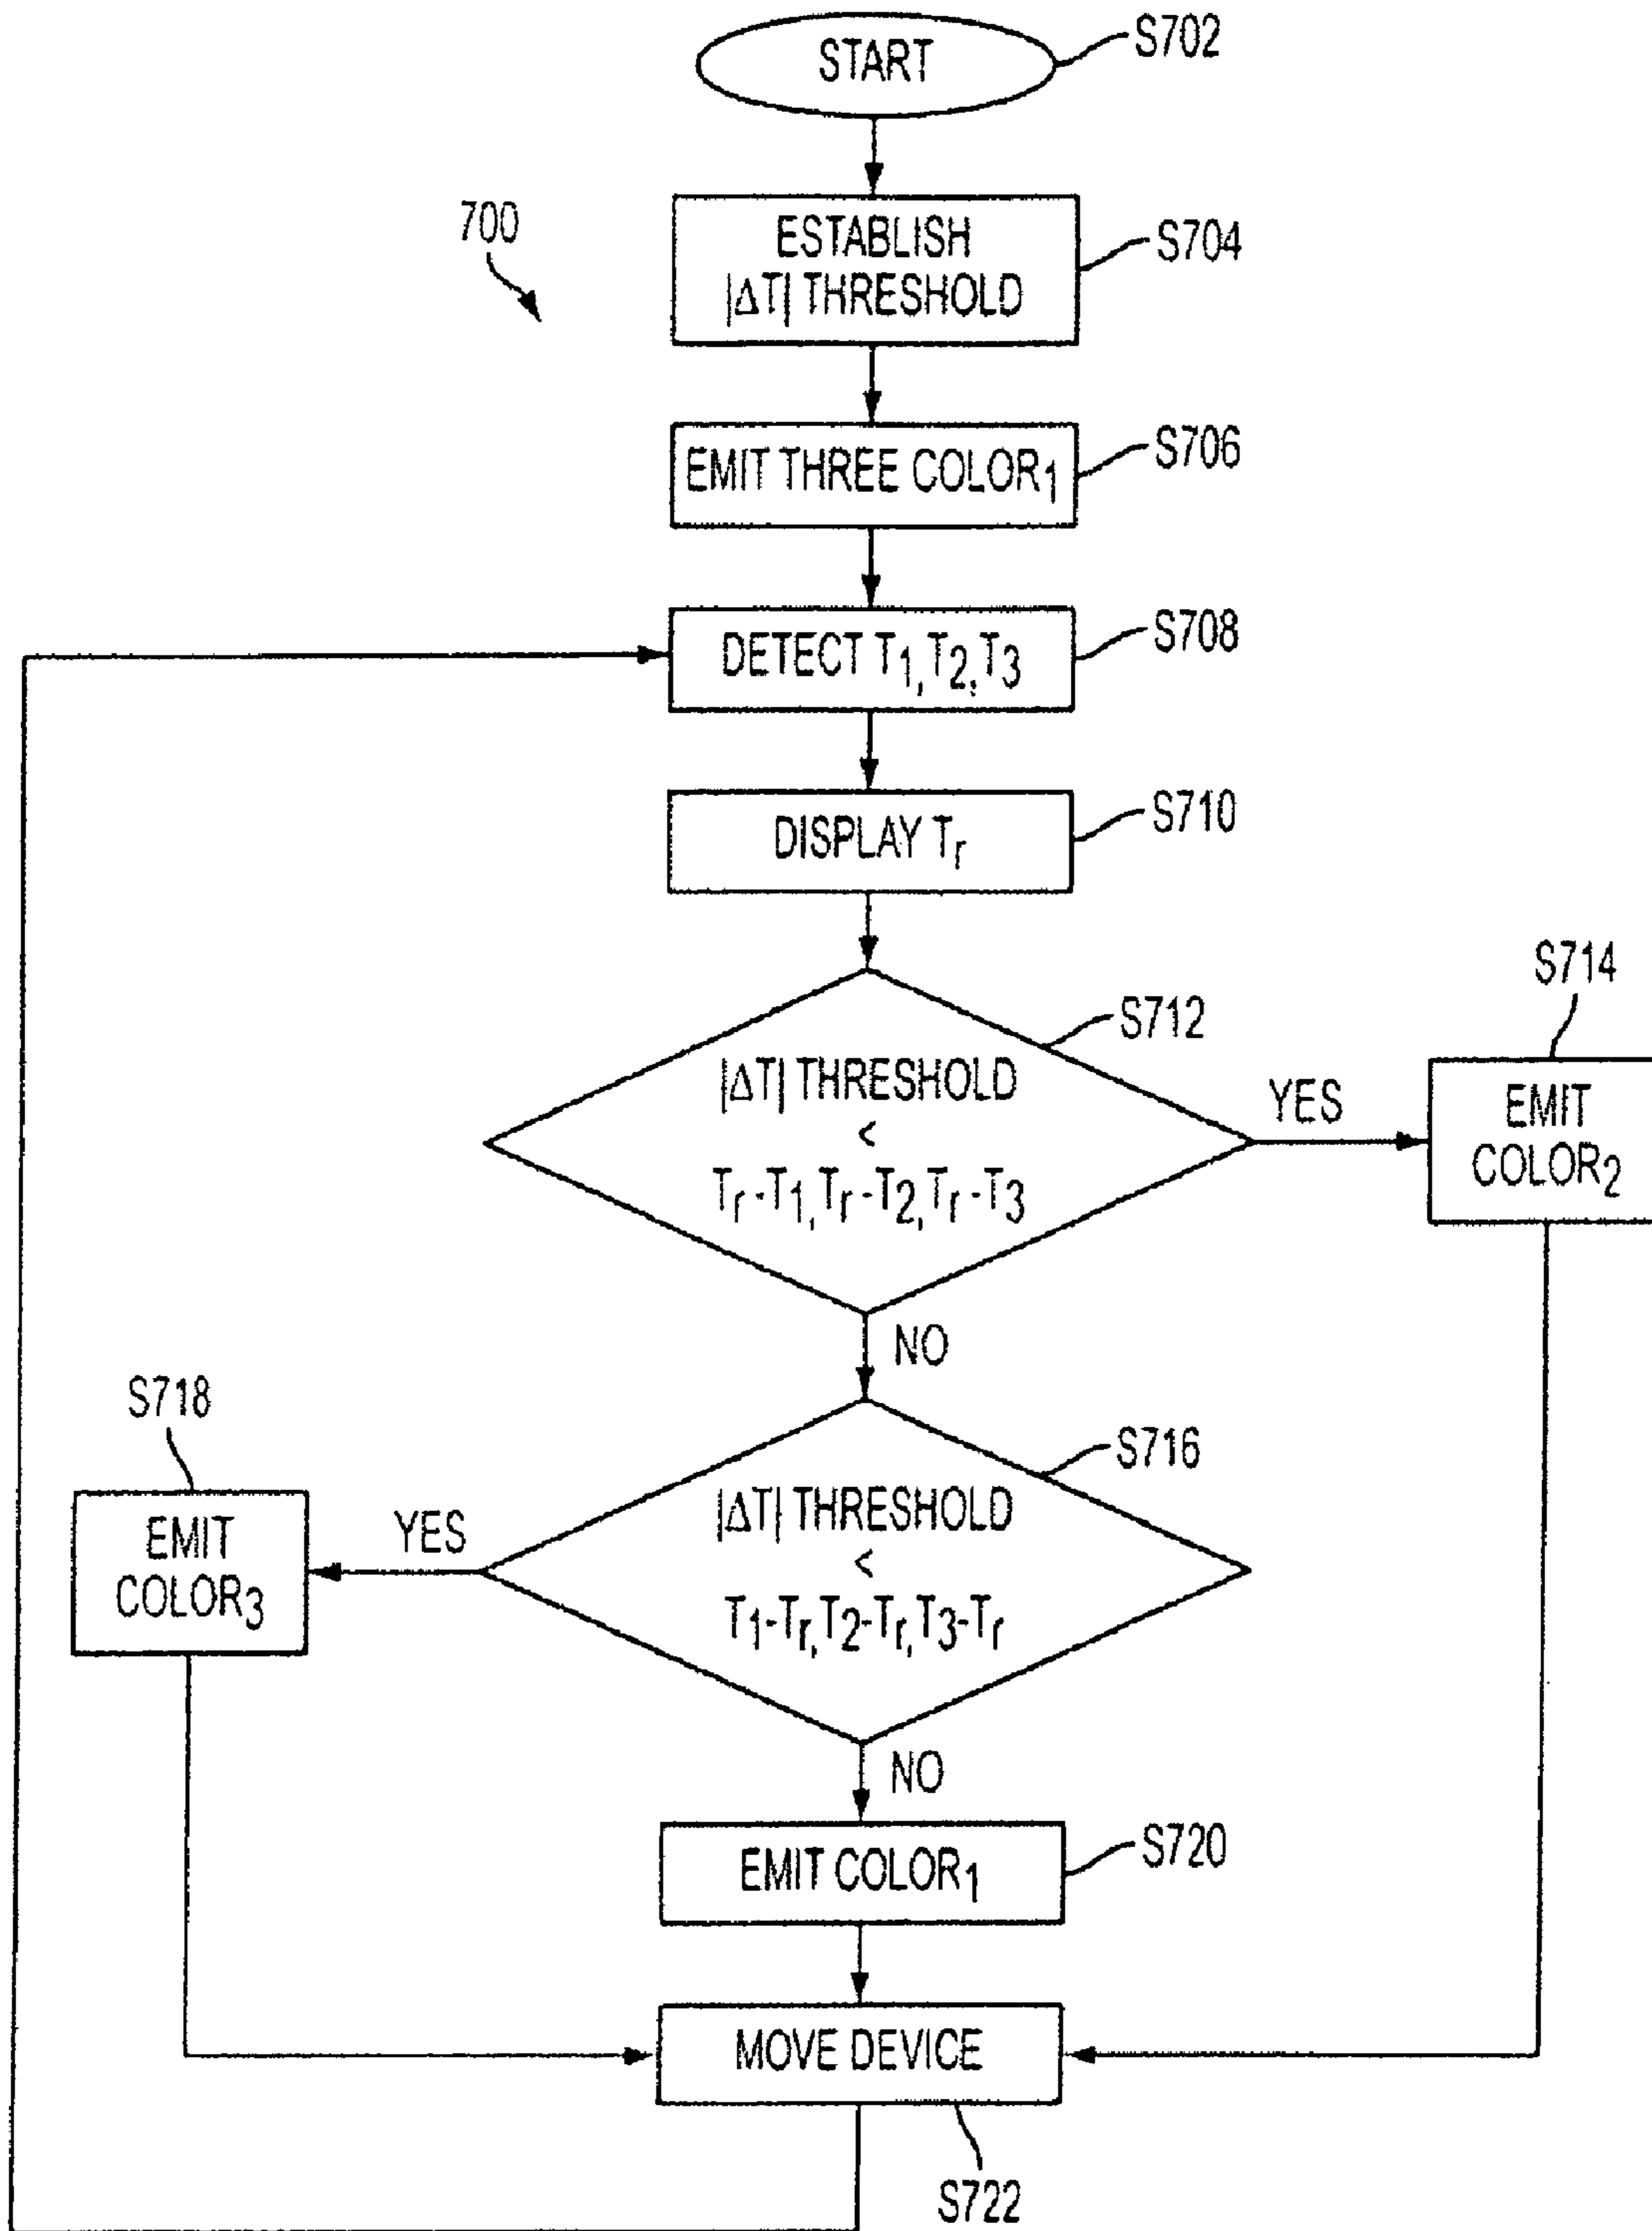 START
S702
700
ESTABLISH
|ΔT| THRESHOLD
S704
EMIT THREE COLOR₁
S706
DETECT T₁, T₂, T₃
S708
DISPLAY Tᵣ
S710
|ΔT| THRESHOLD
<
Tᵣ-T₁, Tᵣ-T₂, Tᵣ-T₃
S712
YES
S714
EMIT
COLOR₂
NO
S718
EMIT
COLOR₃
YES
|ΔT| THRESHOLD
<
T₁-Tᵣ, T₂-Tᵣ, T₃-Tᵣ
S716
NO
EMIT COLOR₁
S720
MOVE DEVICE
S722